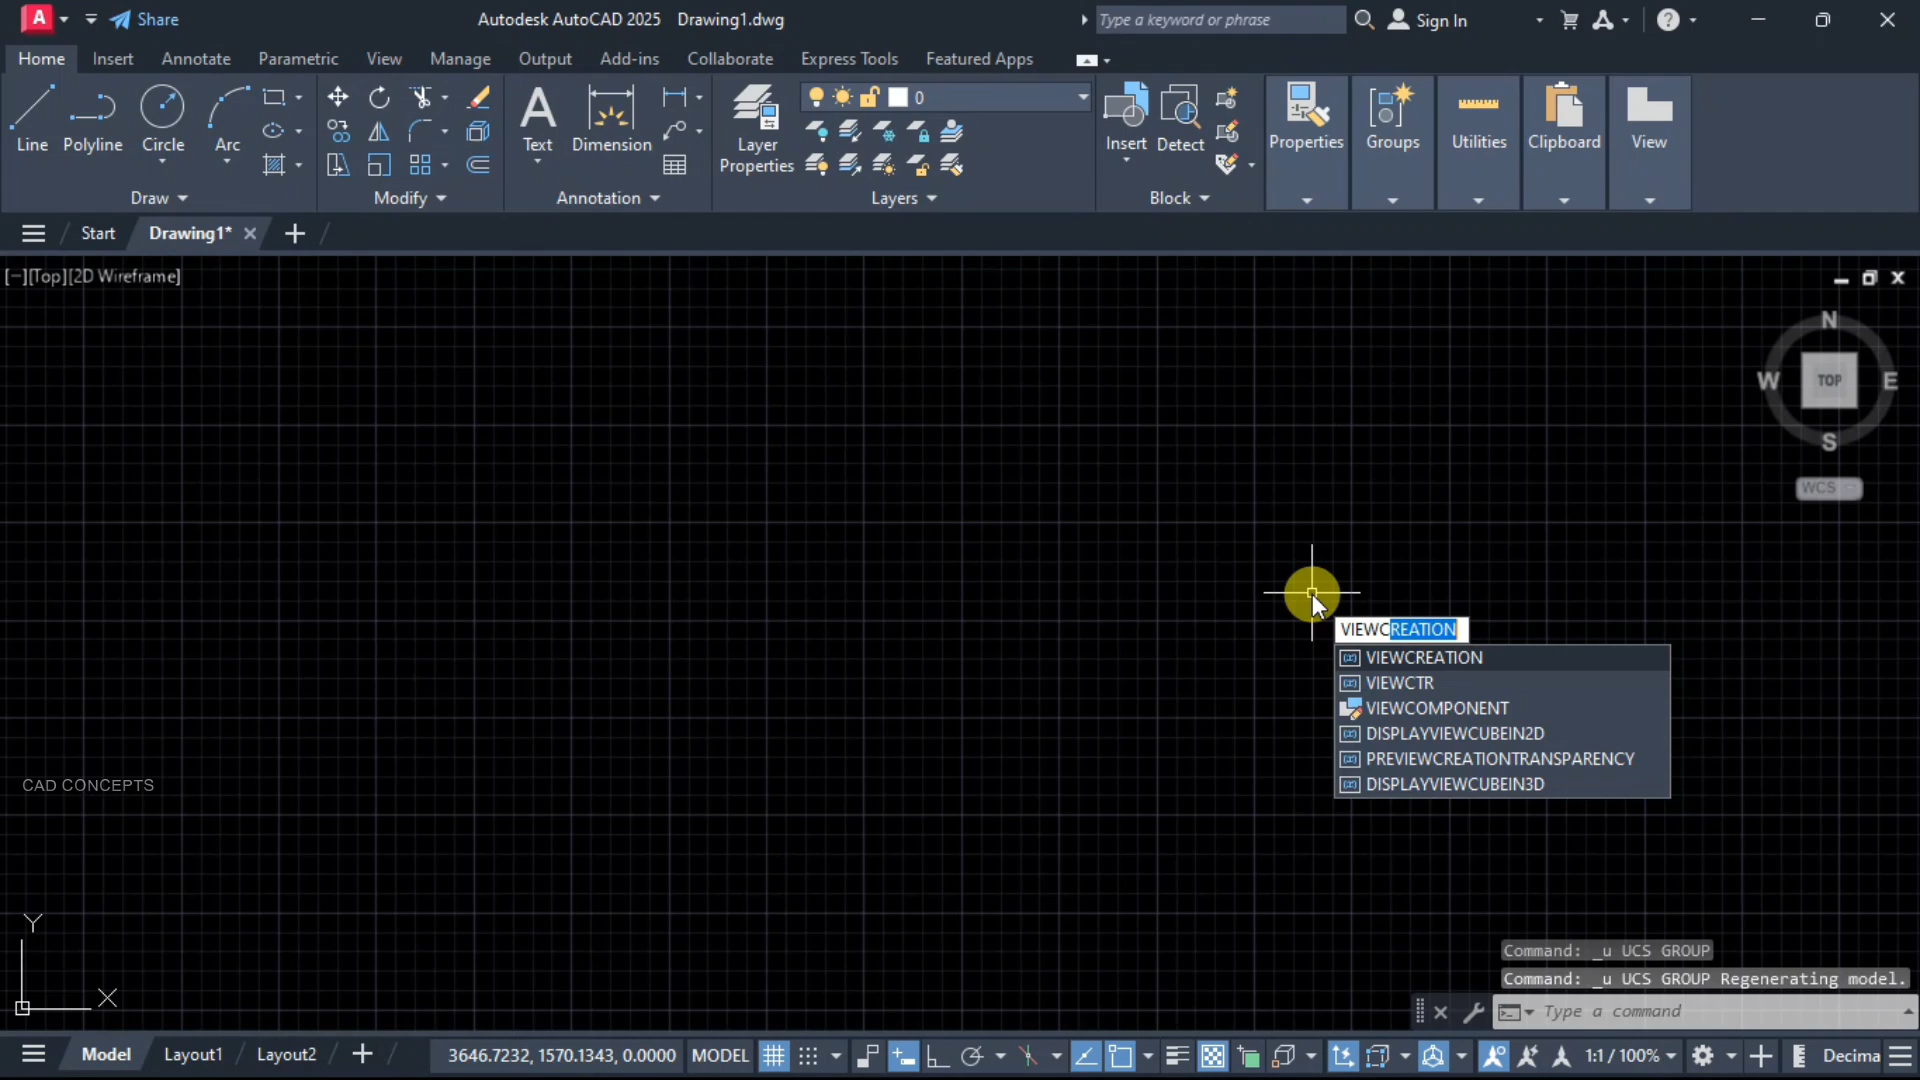 A Share Autodesk AutoCAD 2025 Drawing1.dwg Type a keyword or phrase Sign In
Home Insert Annotate Parametric View Manage Output Add-ins Collaborate Express Tools Featured Apps
0
Line Polyline Circle Arc Text Dimension Layer Properties Insert Detect Properties Groups Utilities Clipboard View
Draw Modify Annotation Layers Block
Start Drawing1*
[−][Top][2D Wireframe]
N
W TOP E
S
WCS
VIEWCREATION
VIEWCREATION
VIEWCTR
VIEWCOMPONENT
DISPLAYVIEWCUBEIN2D
PREVIEWCREATIONTRANSPARENCY
DISPLAYVIEWCUBEIN3D
CAD CONCEPTS
Y
X
Command: _u UCS GROUP
Command: _u UCS GROUP Regenerating model.
Type a command
Model Layout1 Layout2 3646.7232, 1570.1343, 0.0000 MODEL 1:1 / 100% Decima